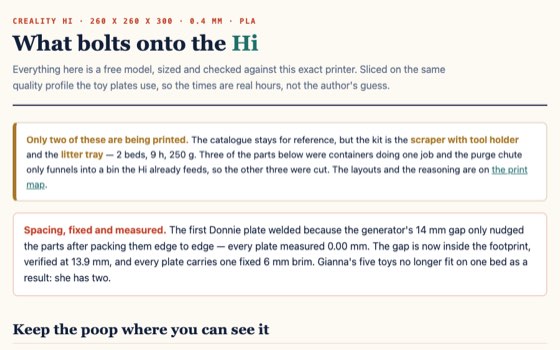 CREALITY HI · 260 X 260 X 300 · 0.4 MM · PLA
What bolts onto the Hi
Everything here is a free model, sized and checked against this exact printer. Sliced on the same
quality profile the toy plates use, so the times are real hours, not the author's guess.
Only two of these are being printed. The catalogue stays for reference, but the kit is the scraper with tool holder
and the litter tray — 2 beds, 9 h, 250 g. Three of the parts below were containers doing one job and the purge chute
only funnels into a bin the Hi already feeds, so the other three were cut. The layouts and the reasoning are on the print
map.
Spacing, fixed and measured. The first Donnie plate welded because the generator's 14 mm gap only nudged
the parts after packing them edge to edge — every plate measured 0.00 mm. The gap is now inside the footprint,
verified at 13.9 mm, and every plate carries one fixed 6 mm brim. Gianna's five toys no longer fit on one bed as a
result: she has two.
Keep the poop where you can see it